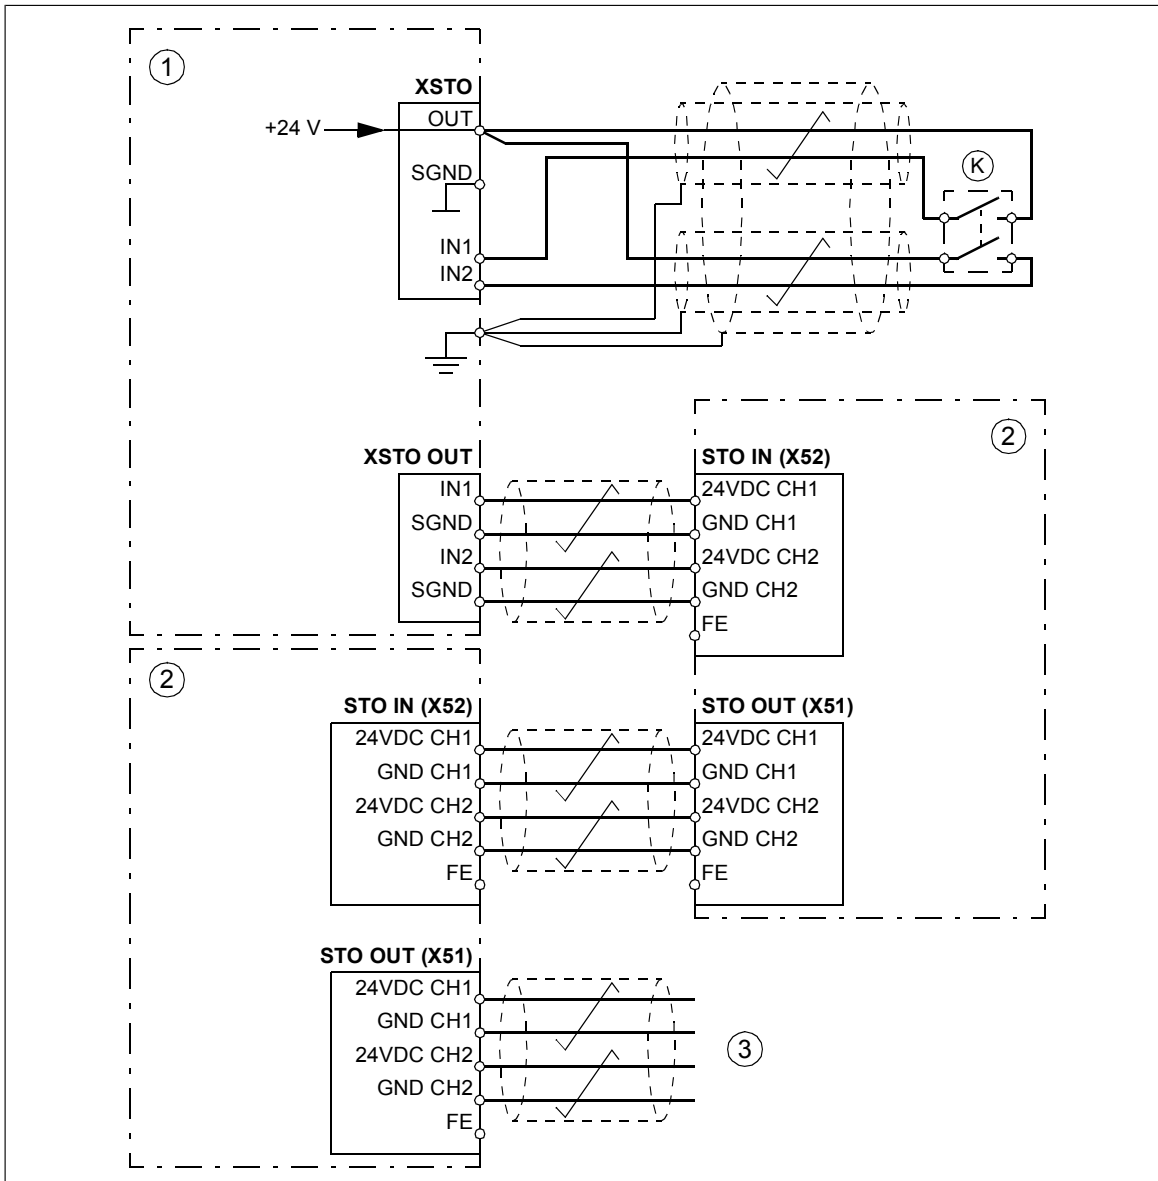 1
XSTO
OUT
+24 V
SGND
K
IN1
IN2
2
XSTO OUT
IN1
SGND
IN2
SGND
STO IN (X52)
24VDC CH1
GND CH1
24VDC CH2
GND CH2
FE
2
STO IN (X52)
24VDC CH1
GND CH1
24VDC CH2
GND CH2
FE
STO OUT (X51)
24VDC CH1
GND CH1
24VDC CH2
GND CH2
FE
STO OUT (X51)
24VDC CH1
GND CH1
24VDC CH2
GND CH2
FE
3